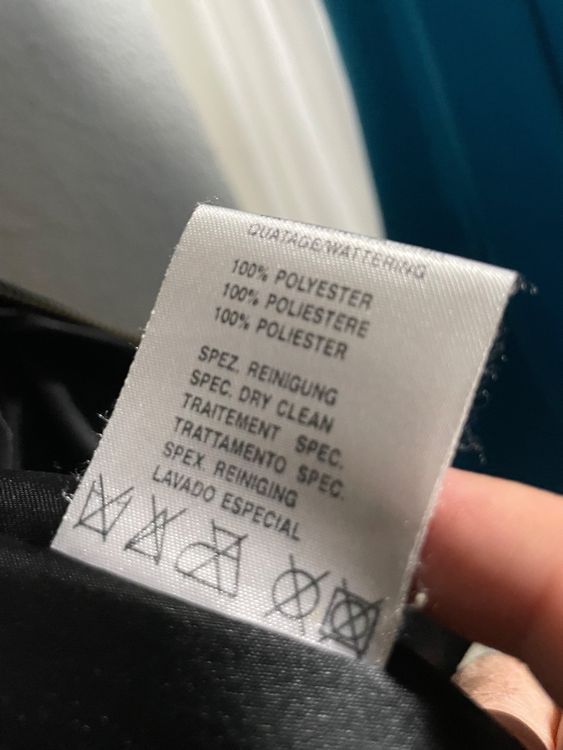 QUATAGE/WATTERING
100% POLYESTER
100% POLIESTERE
100% POLIESTER
SPEZ. REINIGUNG
SPEC. DRY CLEAN
TRAITEMENT SPEC.
TRATTAMENTO SPEC.
SPEX. REINIGING
LAVADO ESPECIAL